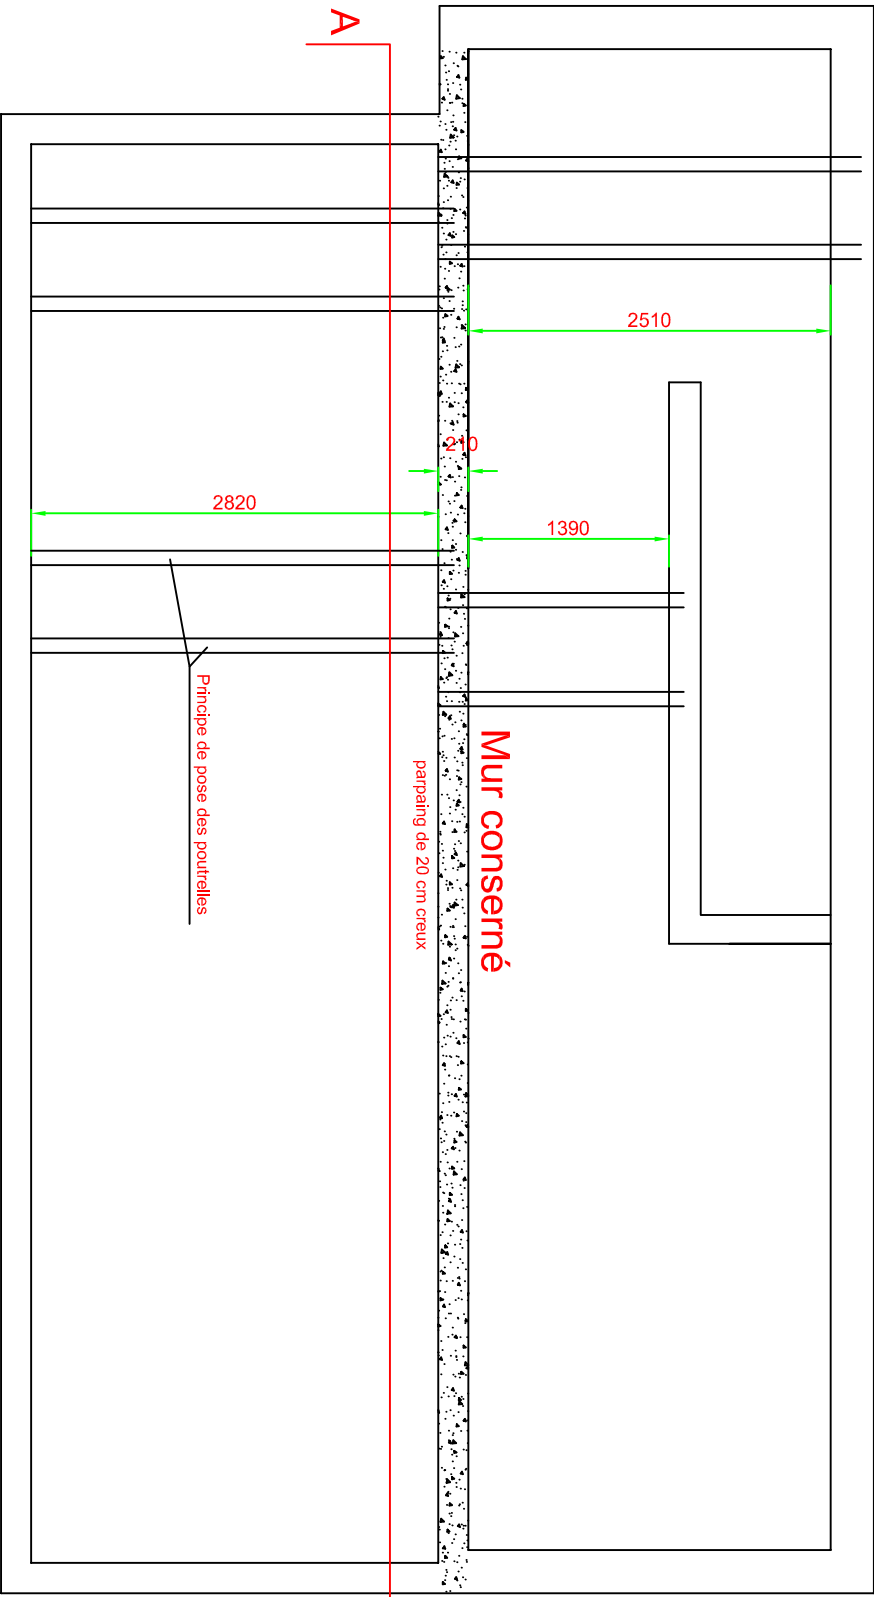 A
2510
210
2820
1390
Mur conserné
parpaing de 20 cm creux
Principe de pose des poutrelles